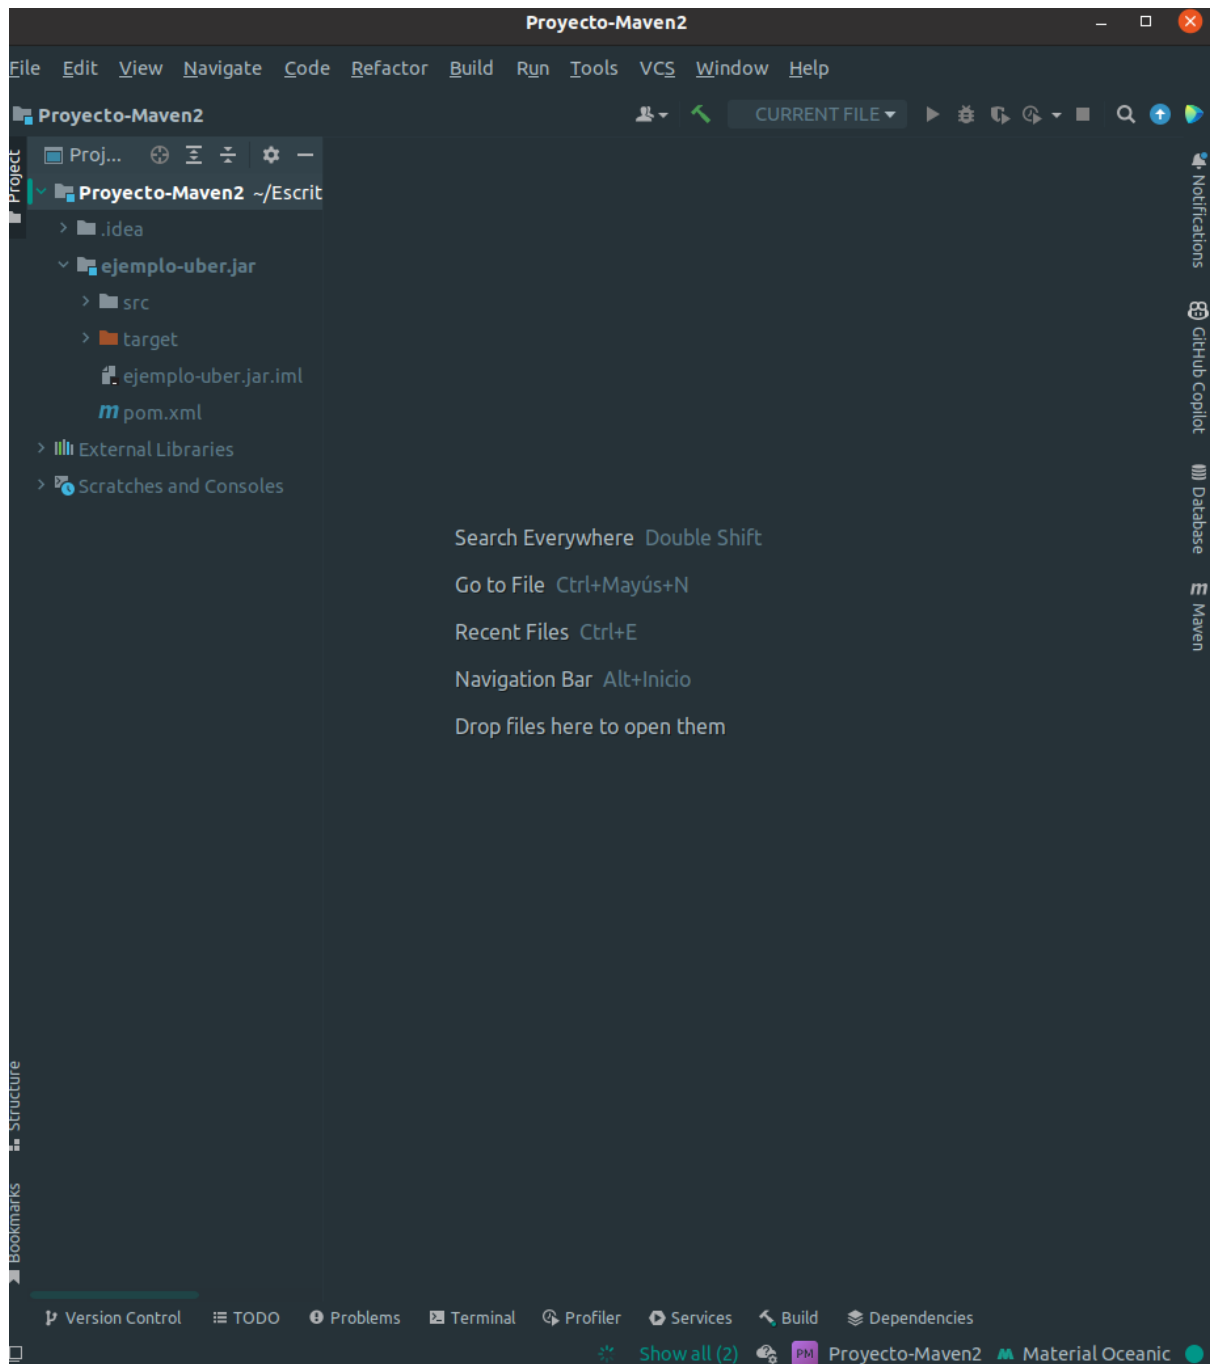 Proyecto-Maven2
File Edit View Navigate Code Refactor Build Run Tools VCS Window Help
Proyecto-Maven2
CURRENT FILE
Project
Proj...
Proyecto-Maven2 ~/Escrit
.idea
ejemplo-uber.jar
src
target
ejemplo-uber.jar.iml
m pom.xml
External Libraries
Scratches and Consoles
Search Everywhere Double Shift
Go to File Ctrl+Mayús+N
Recent Files Ctrl+E
Navigation Bar Alt+Inicio
Drop files here to open them
Notifications
GitHub Copilot
Database
m Maven
Structure
Bookmarks
Version Control TODO Problems Terminal Profiler Services Build Dependencies
Show all (2) PM Proyecto-Maven2 Material Oceanic